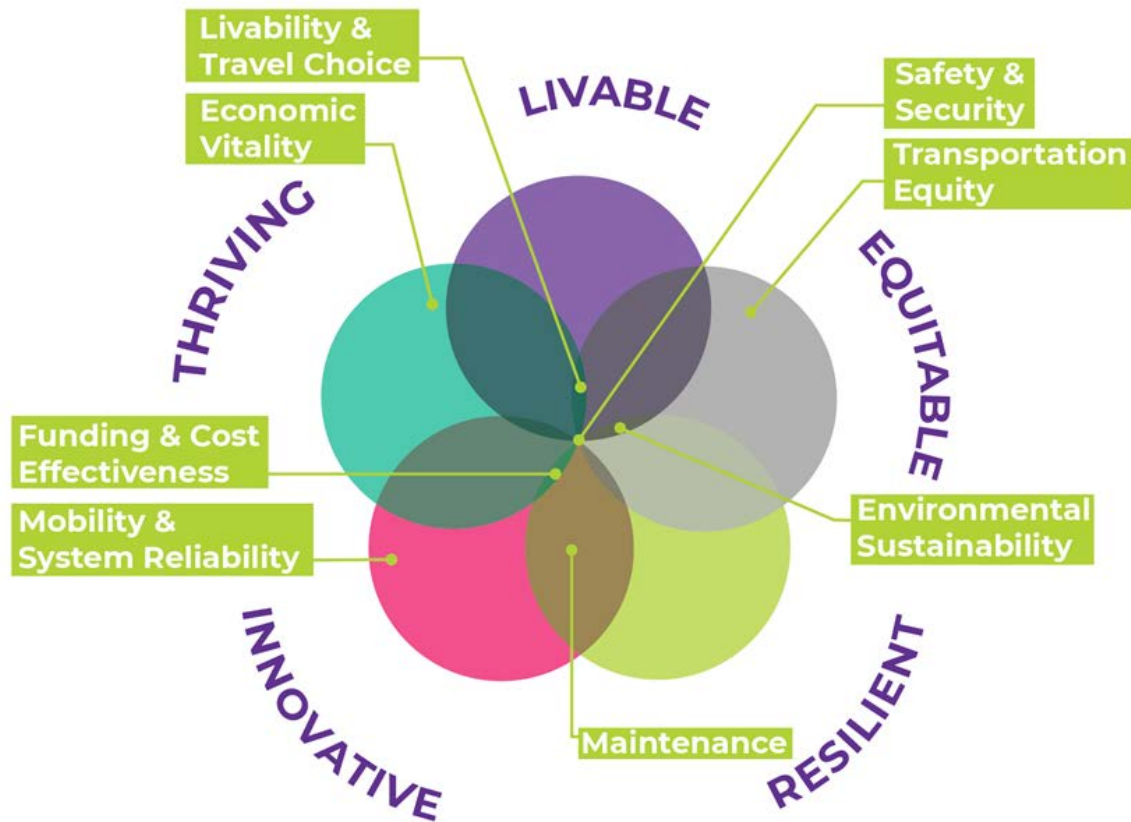 Livability &
Travel Choice
LIVABLE
Safety &
Security
Economic
Vitality
Transportation
Equity
THRIVING
EQUITABLE
Funding & Cost
Effectiveness
Mobility &
System Reliability
Environmental
Sustainability
INNOVATIVE
RESILIENT
Maintenance